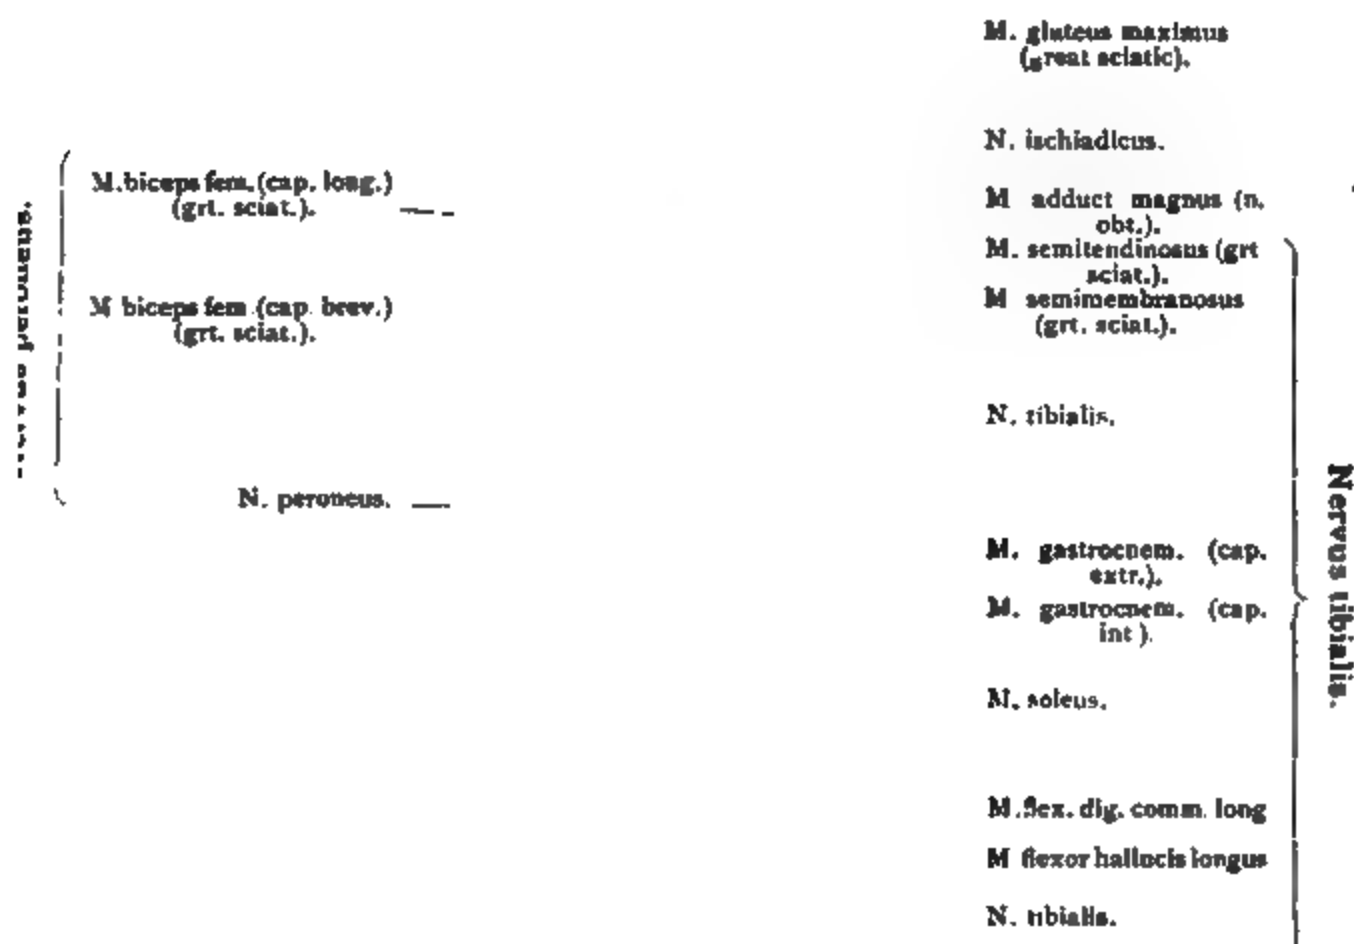 Nervus peroneus.
M. biceps fem. (cap. long.)
(grt. sciat.).
M biceps fem (cap. brev.)
(grt. sciat.).
N. peroneus.
M. gluteus maximus
(great sciatic).
N. ischiadicus.
M adduct magnus (n.
obt.).
M. semitendinosus (grt
sciat.).
M semimembranosus
(grt. sciat.).
N. tibialis.
M. gastrocnem. (cap.
extr.).
M. gastrocnem. (cap.
int ).
M. soleus.
M. flex. dig. comm. long
M flexor hallucis longus
N. tibialis.
Nervus tibialis.